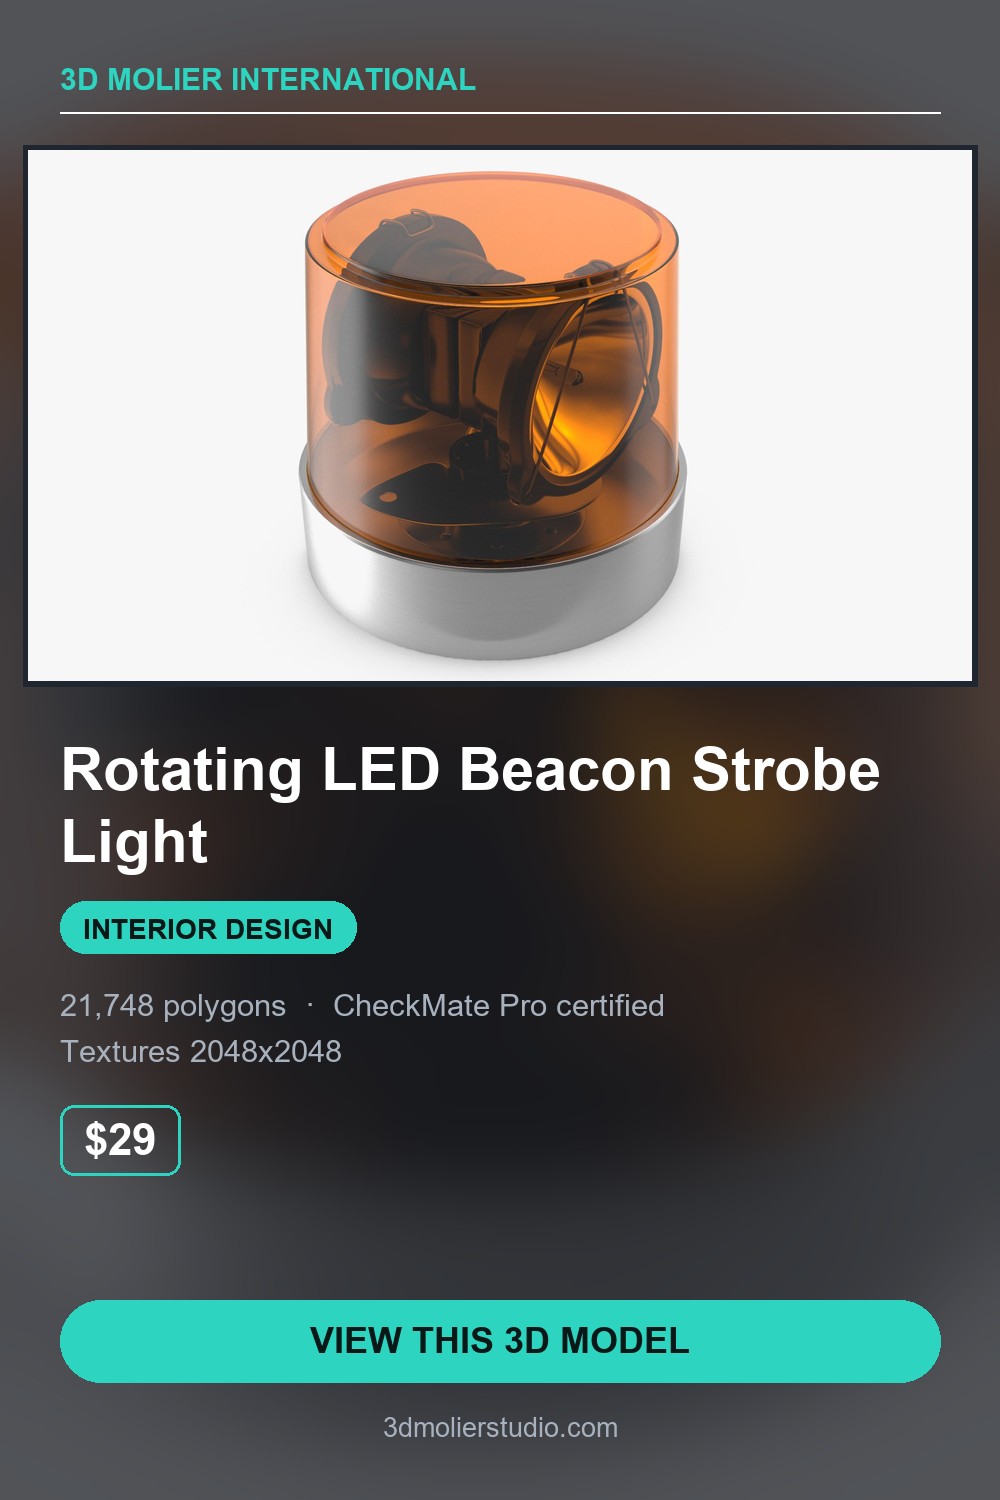 3D MOLIER INTERNATIONAL
Rotating LED Beacon Strobe
Light
INTERIOR DESIGN
21,748 polygons · CheckMate Pro certified
Textures 2048x2048
$29
VIEW THIS 3D MODEL
3dmolierstudio.com